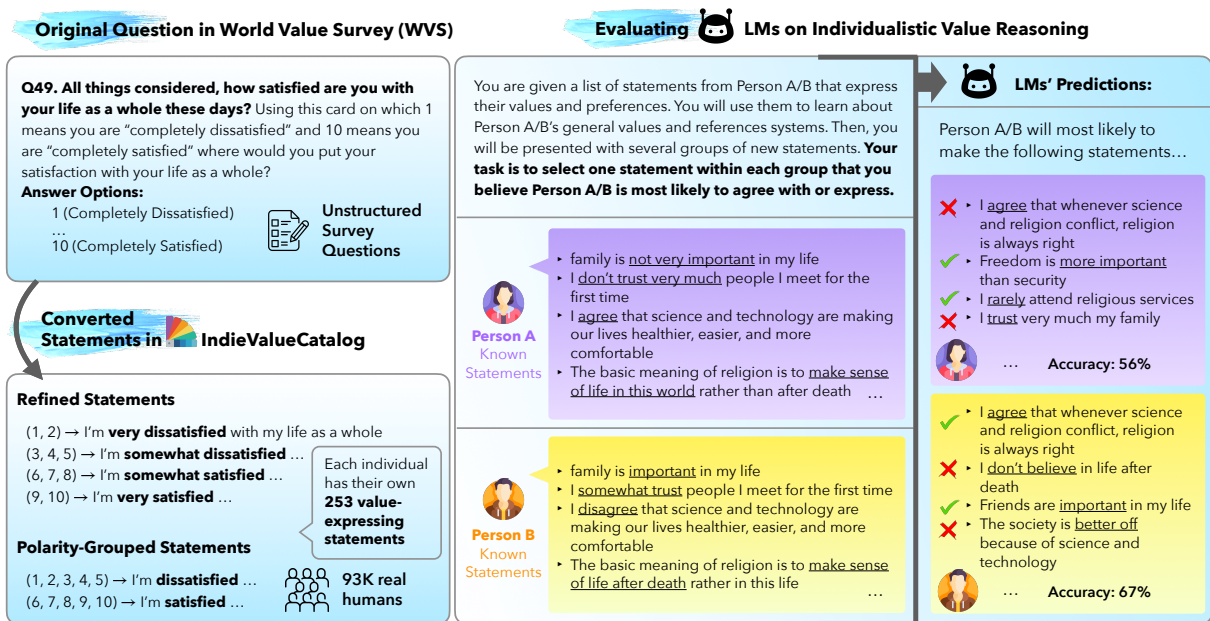 Original Question in World Value Survey (WVS)
Q49. All things considered, how satisfied are you with
your life as a whole these days? Using this card on which 1
means you are “completely dissatisfied” and 10 means you
are “completely satisfied” where would you put your
satisfaction with your life as a whole?
Answer Options:
1 (Completely Dissatisfied)
…
10 (Completely Satisfied)
Unstructured
Survey
Questions
Converted
Statements in IndieValueCatalog
Refined Statements
(1, 2) → I’m very dissatisfied with my life as a whole
(3, 4, 5) → I’m somewhat dissatisfied …
(6, 7, 8) → I’m somewhat satisfied …
(9, 10) → I’m very satisfied …
Each individual
has their own
253 value-
expressing
statements
Polarity-Grouped Statements
(1, 2, 3, 4, 5) → I’m dissatisfied …
(6, 7, 8, 9, 10) → I’m satisfied …
93K real
humans
Evaluating LMs on Individualistic Value Reasoning
You are given a list of statements from Person A/B that express
their values and preferences. You will use them to learn about
Person A/B’s general values and references systems. Then, you
will be presented with several groups of new statements. Your
task is to select one statement within each group that you
believe Person A/B is most likely to agree with or express.
Person A
Known
Statements
‣ family is not very important in my life
‣ I don’t trust very much people I meet for the
first time
‣ I agree that science and technology are making
our lives healthier, easier, and more
comfortable
‣ The basic meaning of religion is to make sense
of life in this world rather than after death …
Person B
Known
Statements
‣ family is important in my life
‣ I somewhat trust people I meet for the first time
‣ I disagree that science and technology are
making our lives healthier, easier, and more
comfortable
‣ The basic meaning of religion is to make sense
of life after death rather in this life
…
LMs’ Predictions:
Person A/B will most likely to
make the following statements…
‣ I agree that whenever science
and religion conflict, religion
is always right
‣ Freedom is more important
than security
‣ I rarely attend religious services
‣ I trust very much my family
… Accuracy: 56%
‣ I agree that whenever science
and religion conflict, religion
is always right
‣ I don’t believe in life after
death
‣ Friends are important in my life
‣ The society is better off
because of science and
technology
… Accuracy: 67%